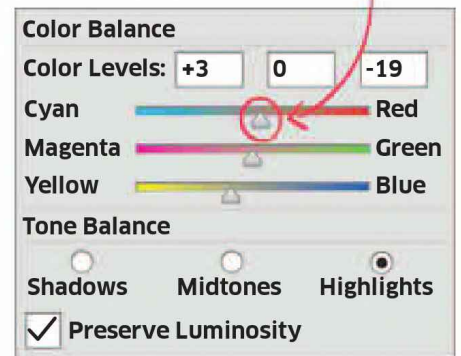 Color Balance
Color Levels: +3 0 -19
Cyan Red
Magenta Green
Yellow Blue
Tone Balance
Shadows Midtones Highlights
Preserve Luminosity